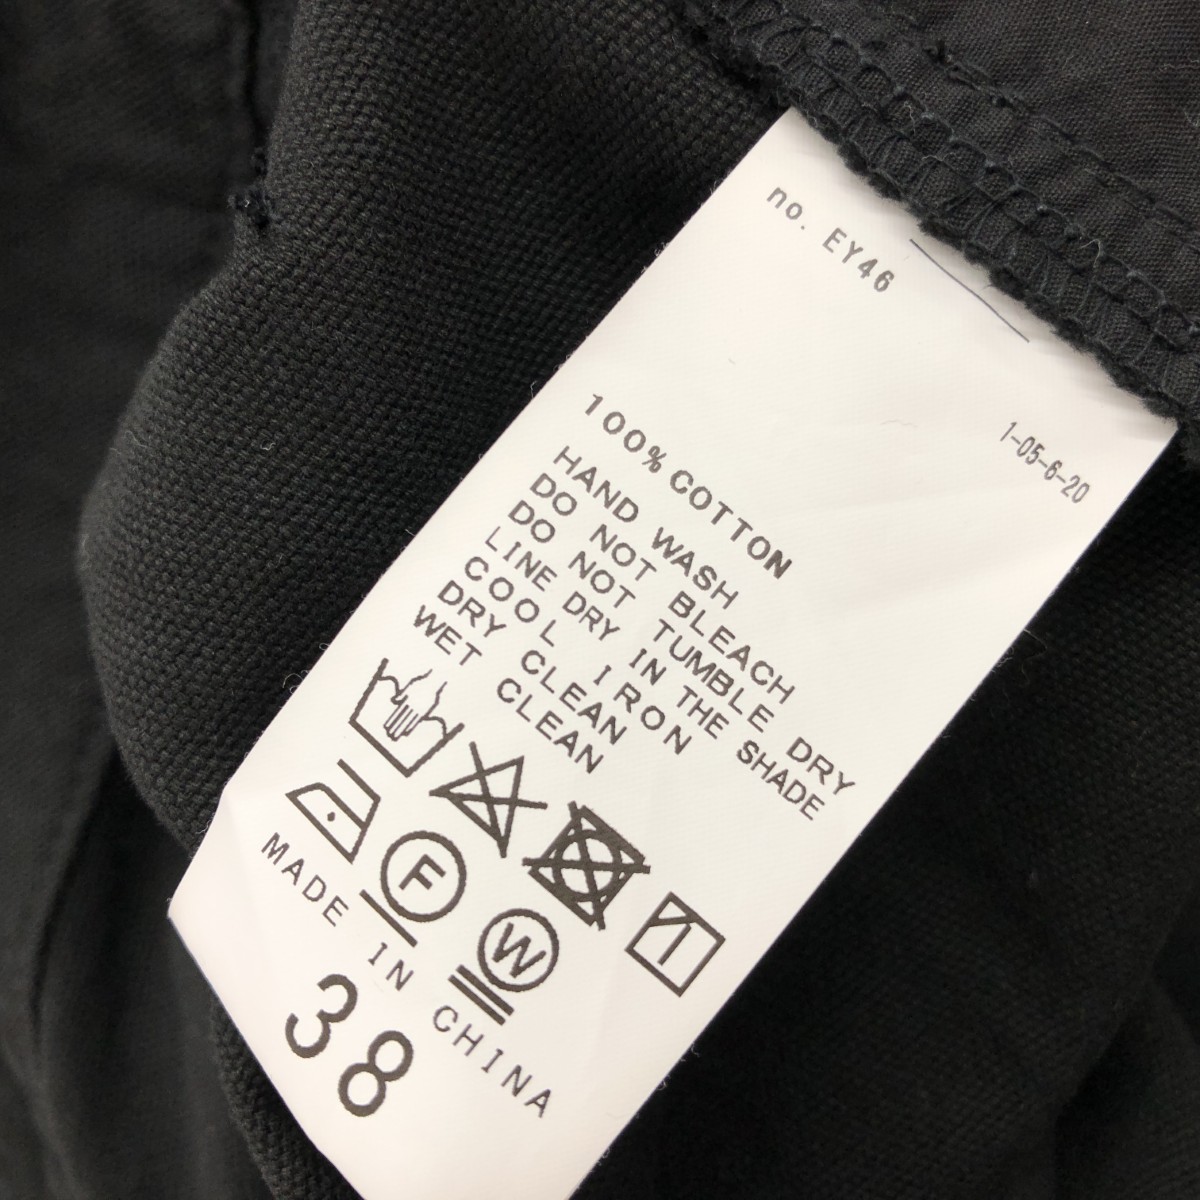 no. EY46
1-05-6-20
100% COTTON
HAND WASH
DO NOT BLEACH
DO NOT TUMBLE DRY
LINE DRY IN THE SHADE
COOL IRON
DRY CLEAN
WET CLEAN
F
W
MADE IN CHINA
38